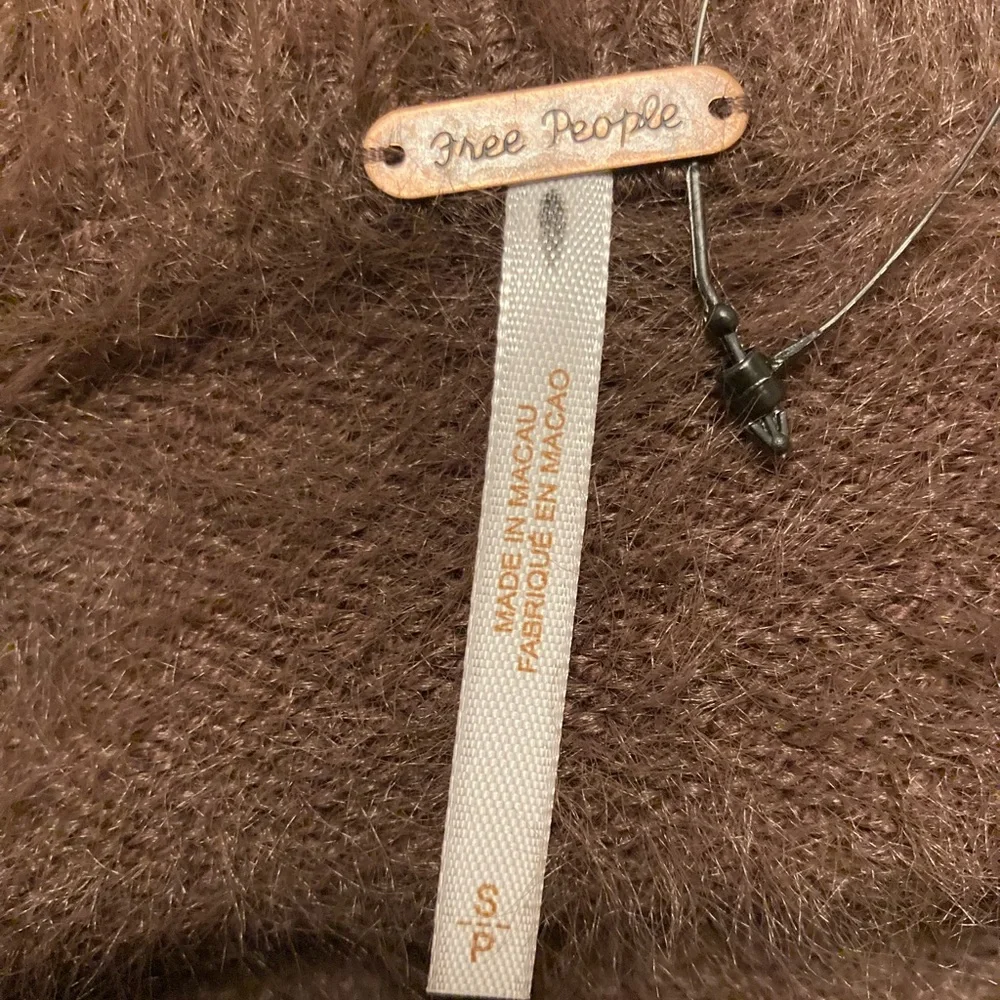 Free People
MADE IN MACAU
FABRIQUÉ EN MACAO
S
P